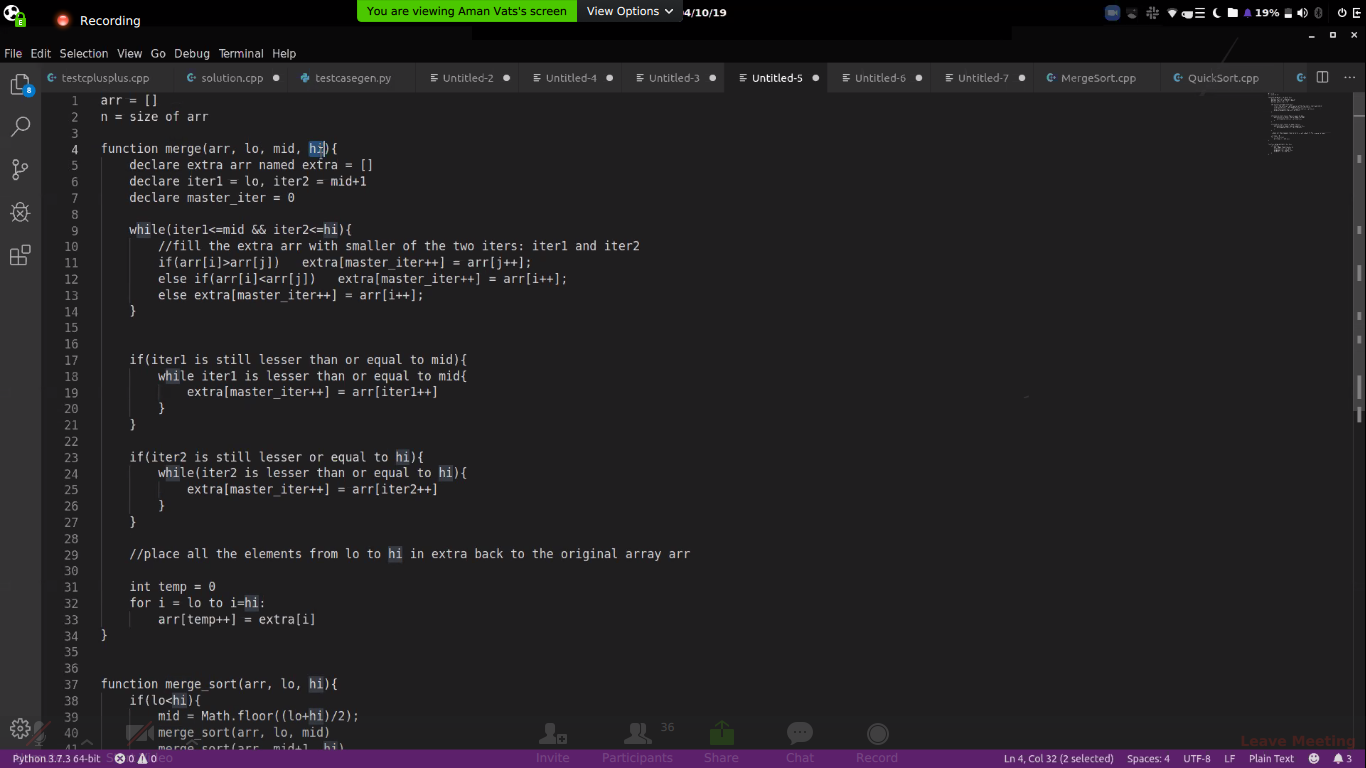 You are viewing Aman Vats's screen
View Options
4/10/19
19%
Recording
File Edit Selection View Go Debug Terminal Help
testcplusplus.cpp solution.cpp testcasegen.py Untitled-2 Untitled-4 Untitled-3 Untitled-5 Untitled-6 Untitled-7 MergeSort.cpp QuickSort.cpp
8
1 arr = []
2 n = size of arr
3
4 function merge(arr, lo, mid, hi){
5 declare extra arr named extra = []
6 declare iter1 = lo, iter2 = mid+1
7 declare master_iter = 0
8
9 while(iter1<=mid && iter2<=hi){
10 //fill the extra arr with smaller of the two iters: iter1 and iter2
11 if(arr[i]>arr[j]) extra[master_iter++] = arr[j++];
12 else if(arr[i]<arr[j]) extra[master_iter++] = arr[i++];
13 else extra[master_iter++] = arr[i++];
14 }
15
16
17 if(iter1 is still lesser than or equal to mid){
18 while iter1 is lesser than or equal to mid{
19 extra[master_iter++] = arr[iter1++]
20 }
21 }
22
23 if(iter2 is still lesser or equal to hi){
24 while(iter2 is lesser than or equal to hi){
25 extra[master_iter++] = arr[iter2++]
26 }
27 }
28
29 //place all the elements from lo to hi in extra back to the original array arr
30
31 int temp = 0
32 for i = lo to i=hi:
33 arr[temp++] = extra[i]
34 }
35
36
37 function merge_sort(arr, lo, hi){
38 if(lo<hi){
39 mid = Math.floor((lo+hi)/2);
40 merge_sort(arr, lo, mid)
41 merge_sort(arr, mid+1, hi)
36
Leave Meeting
Python 3.7.3 64-bit 0 0 Ln 4, Col 32 (2 selected) Spaces: 4 UTF-8 LF Plain Text 3
Invite Participants Share Chat Record